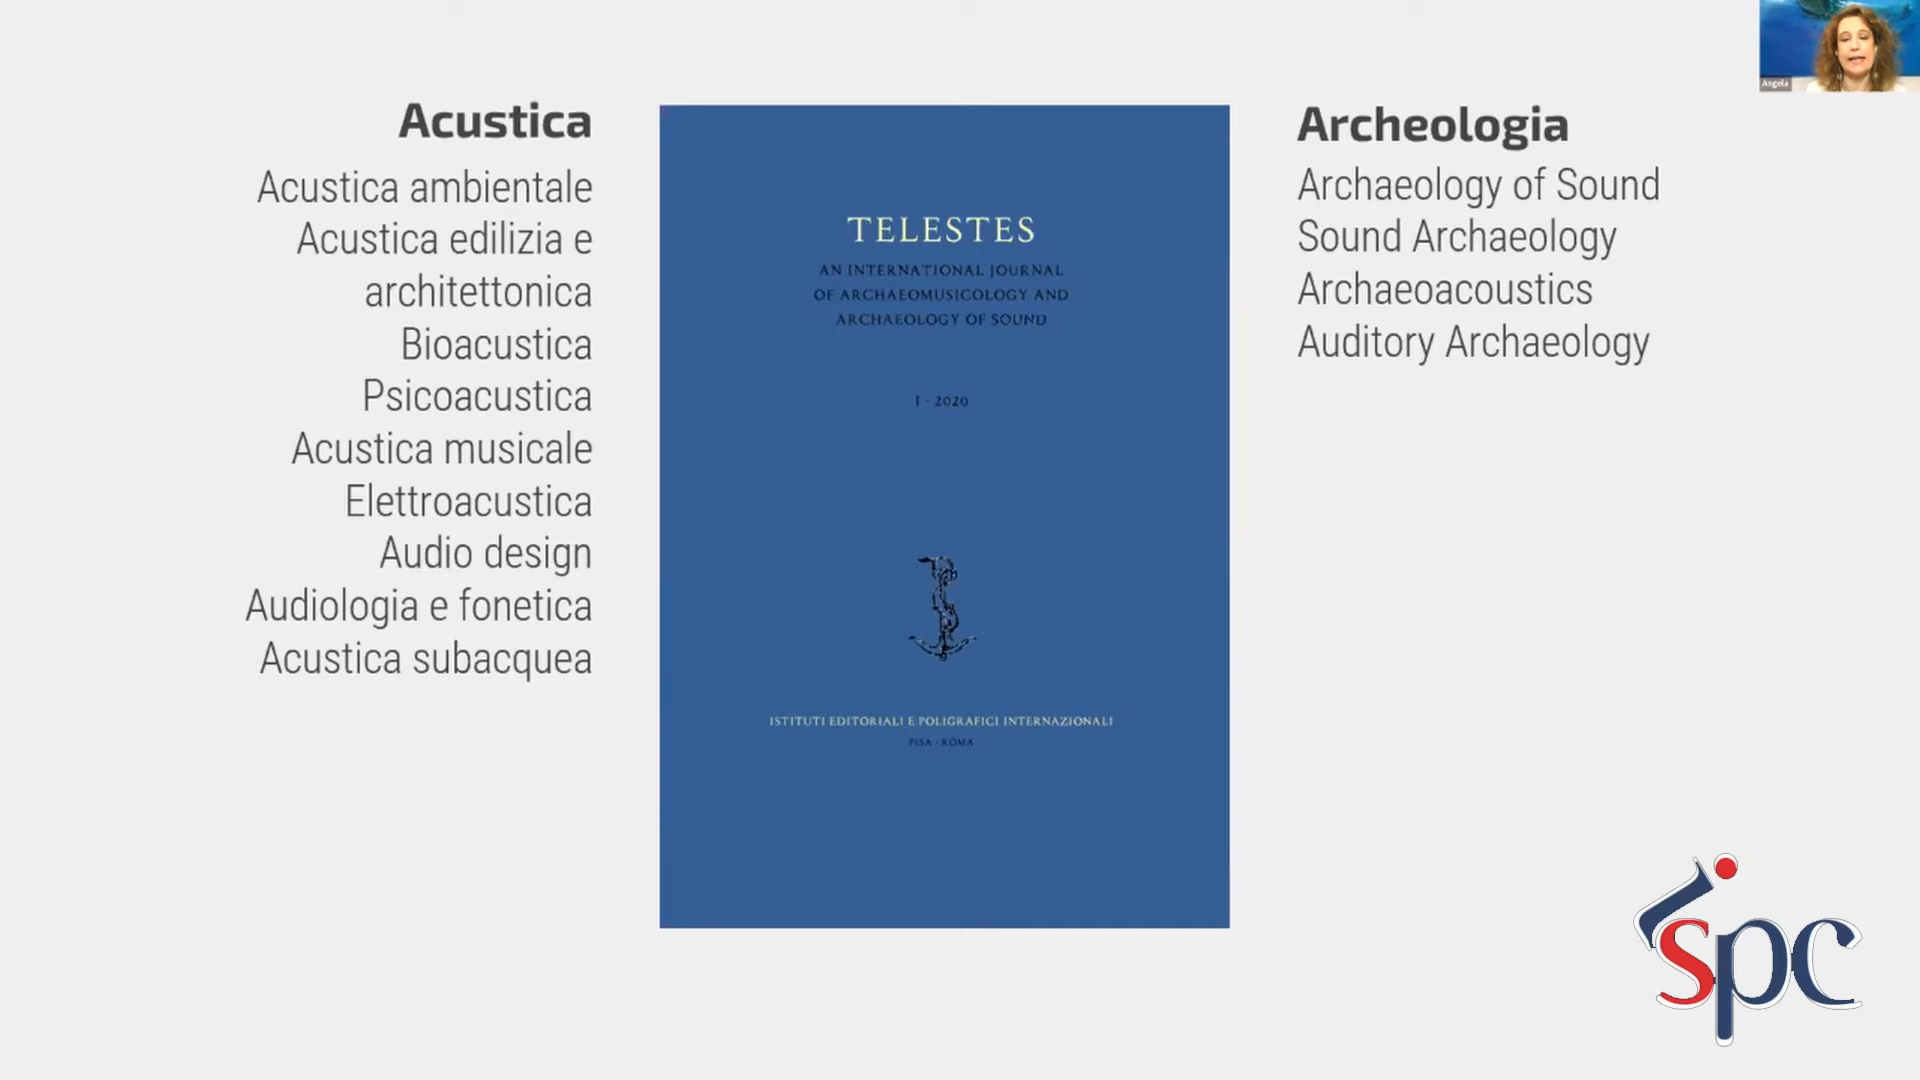 Acustica
Acustica ambientale
Acustica edilizia e
architettonica
Bioacustica
Psicoacustica
Acustica musicale
Elettroacustica
Audio design
Audiologia e fonetica
Acustica subacquea
TELESTES
AN INTERNATIONAL JOURNAL
OF ARCHAEOMUSICOLOGY AND
ARCHAEOLOGY OF SOUND
I · 2020
ISTITUTI EDITORIALI E POLIGRAFICI INTERNAZIONALI
PISA · ROMA
Archeologia
Archaeology of Sound
Sound Archaeology
Archaeoacoustics
Auditory Archaeology
Angela
ispc